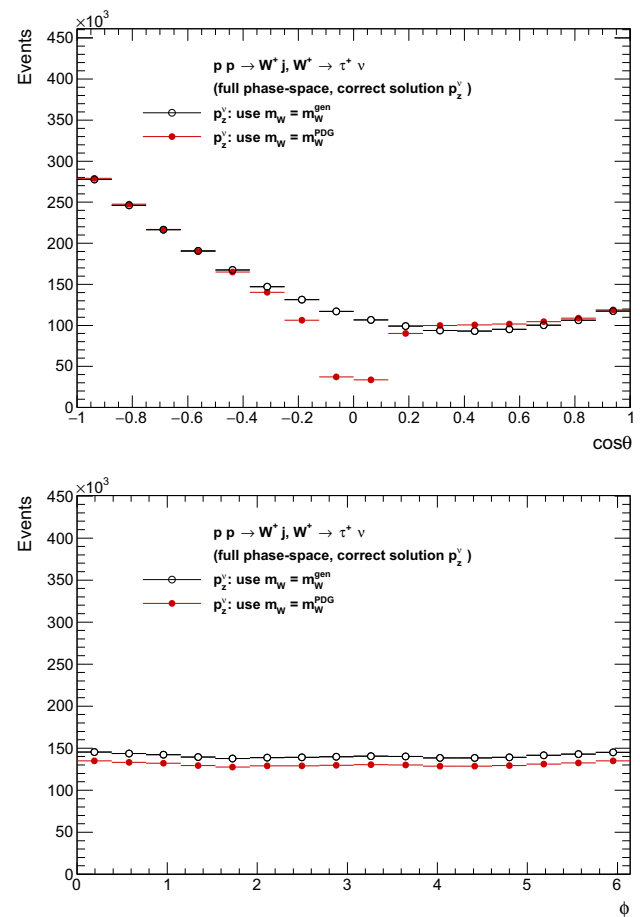 ×10³
Events
450
400
350
300
250
200
150
100
50
0
p p → W⁺ j, W⁺ → τ⁺ ν
(full phase-space, correct solution p_z^ν )
p_z^ν: use m_W = m_W^gen
p_z^ν: use m_W = m_W^PDG
−1 −0.8 −0.6 −0.4 −0.2 0 0.2 0.4 0.6 0.8 1
cosθ
×10³
Events
450
400
350
300
250
200
150
100
50
0
p p → W⁺ j, W⁺ → τ⁺ ν
(full phase-space, correct solution p_z^ν )
p_z^ν: use m_W = m_W^gen
p_z^ν: use m_W = m_W^PDG
0 1 2 3 4 5 6
ϕ